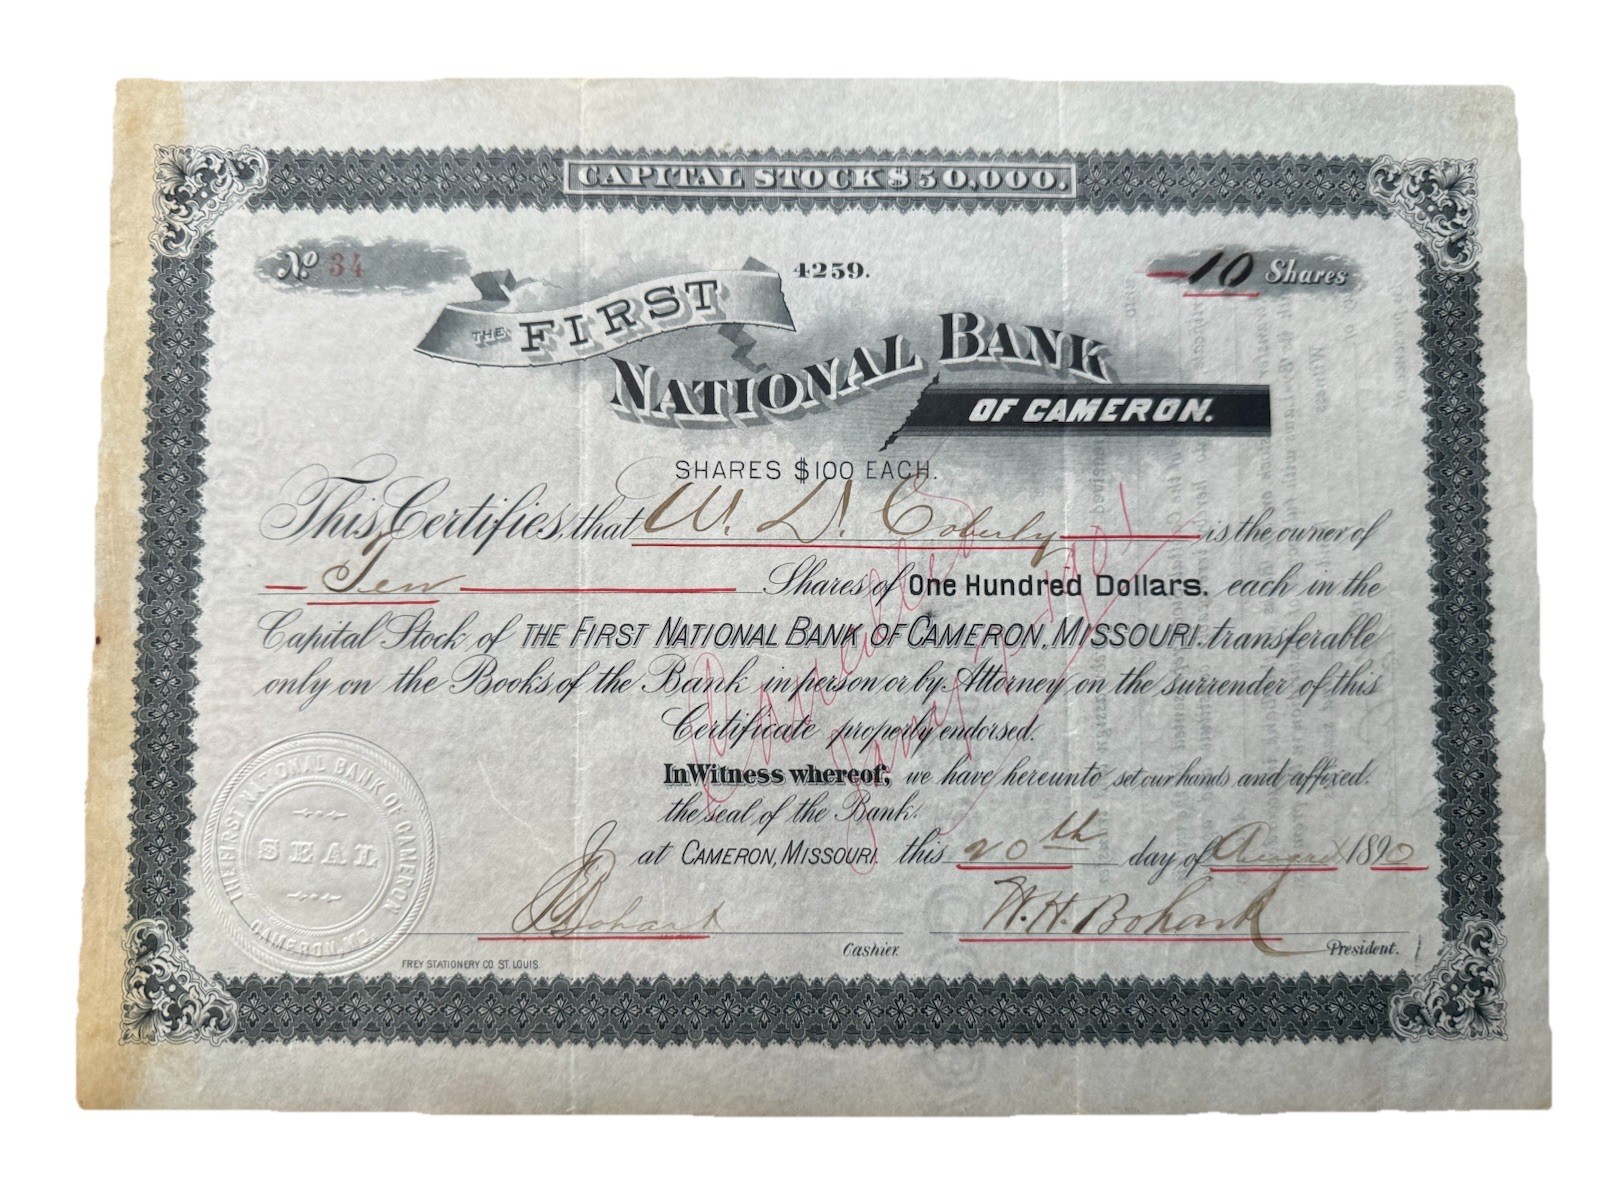 CAPITAL STOCK $50,000.
No 34
4259.
10 Shares
THE FIRST
NATIONAL BANK
OF CAMERON.
SHARES $100 EACH.
This Certifies, that W. D. Coberly is the owner of
Ten Shares of One Hundred Dollars. each in the
Capital Stock of THE FIRST NATIONAL BANK OF CAMERON, MISSOURI. transferable
only on the Books of the Bank in person or by Attorney on the surrender of this
Certificate properly endorsed.
Cancelled
Jany 2-1901
In Witness whereof, we have hereunto set our hands and affixed.
the seal of the Bank.
at CAMERON, MISSOURI. this 20th day of August 1890
Bohart Cashier.
W. H. Bohart President.
THE FIRST NATIONAL BANK OF CAMERON
SEAL
CAMERON, MO.
FREY STATIONERY CO ST. LOUIS.